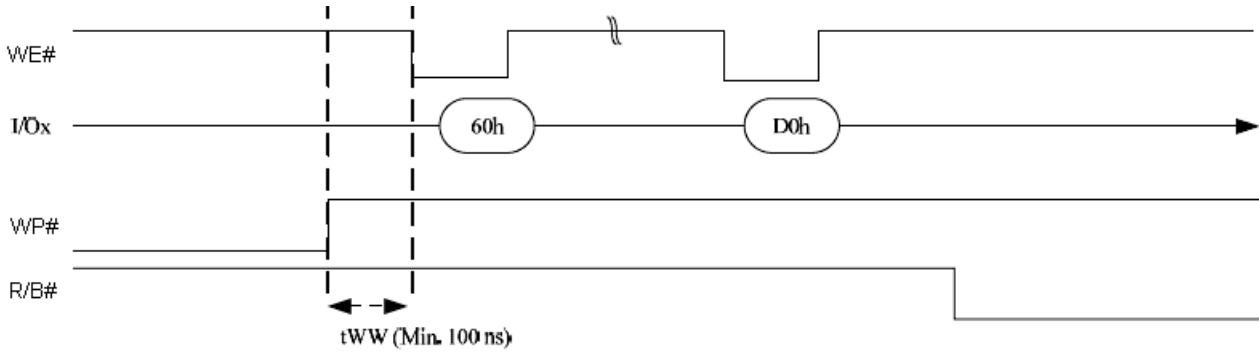 WE#
I/Ox
60h
D0h
WP#
R/B#
tWW (Min. 100 ns)